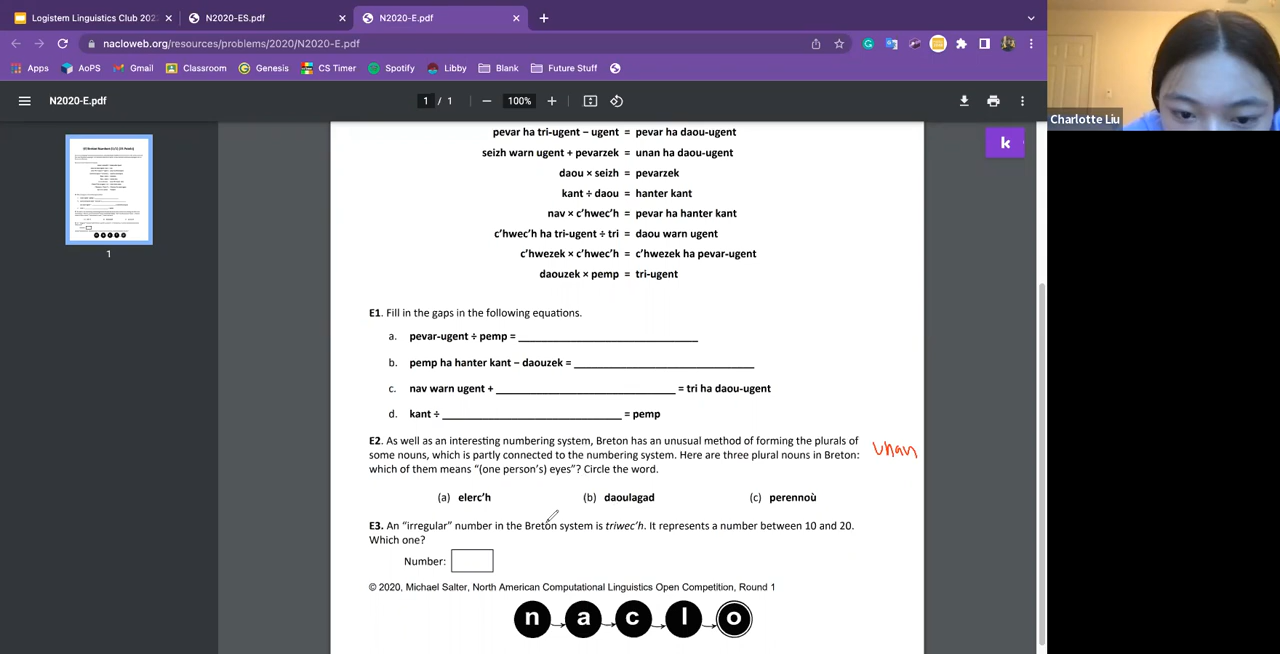 Logistem Linguistics Club 202
N2020-ES.pdf
N2020-E.pdf
nacloweb.org/resources/problems/2020/N2020-E.pdf
Apps AoPS Gmail Classroom Genesis CS Timer Spotify Libby Blank Future Stuff
N2020-E.pdf
1 / 1
100%
Charlotte Liu
k
1
pevar ha tri-ugent – ugent = pevar ha daou-ugent
seizh warn ugent + pevarzek = unan ha daou-ugent
daou × seizh = pevarzek
kant ÷ daou = hanter kant
nav × c'hwec'h = pevar ha hanter kant
c'hwec'h ha tri-ugent ÷ tri = daou warn ugent
c'hwezek × c'hwec'h = c'hwezek ha pevar-ugent
daouzek × pemp = tri-ugent
E1. Fill in the gaps in the following equations.
a. pevar-ugent ÷ pemp =
b. pemp ha hanter kant – daouzek =
c. nav warn ugent + = tri ha daou-ugent
d. kant ÷ = pemp
E2. As well as an interesting numbering system, Breton has an unusual method of forming the plurals of
some nouns, which is partly connected to the numbering system. Here are three plural nouns in Breton:
which of them means "(one person's) eyes"? Circle the word.
unan
(a) elerc'h (b) daoulagad (c) perennoù
E3. An "irregular" number in the Breton system is triwec'h. It represents a number between 10 and 20.
Which one?
Number:
© 2020, Michael Salter, North American Computational Linguistics Open Competition, Round 1
n a c l o